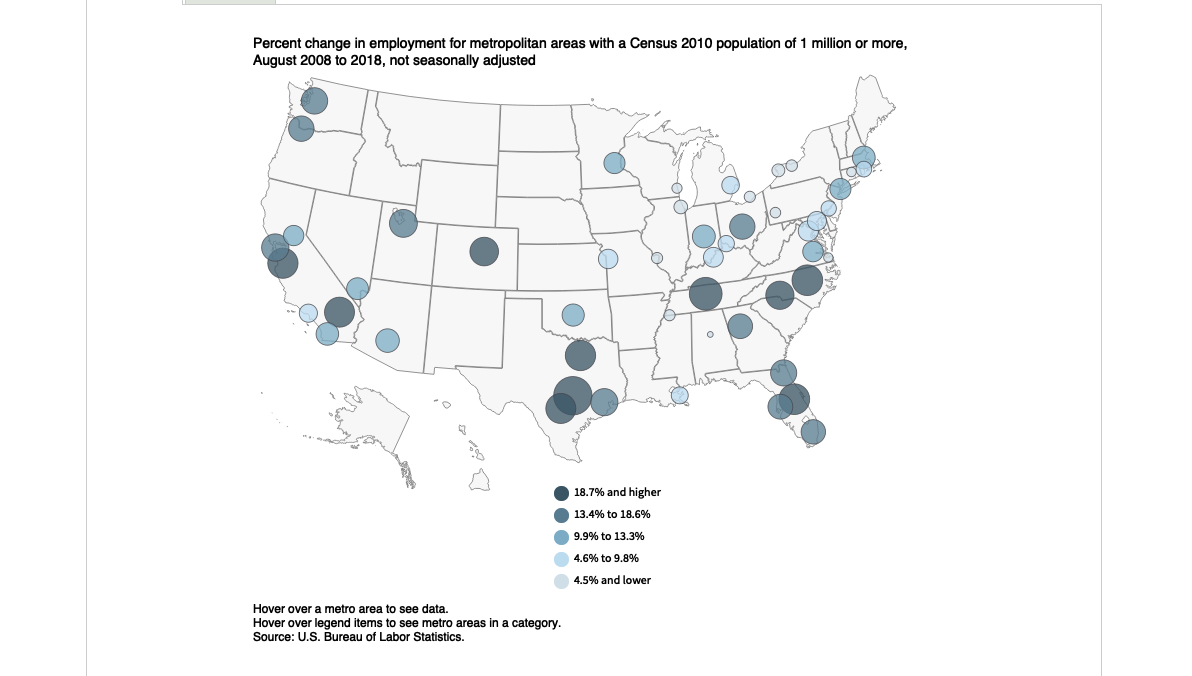 Percent change in employment for metropolitan areas with a Census 2010 population of 1 million or more,
August 2008 to 2018, not seasonally adjusted
18.7% and higher
13.4% to 18.6%
9.9% to 13.3%
4.6% to 9.8%
4.5% and lower
Hover over a metro area to see data.
Hover over legend items to see metro areas in a category.
Source: U.S. Bureau of Labor Statistics.